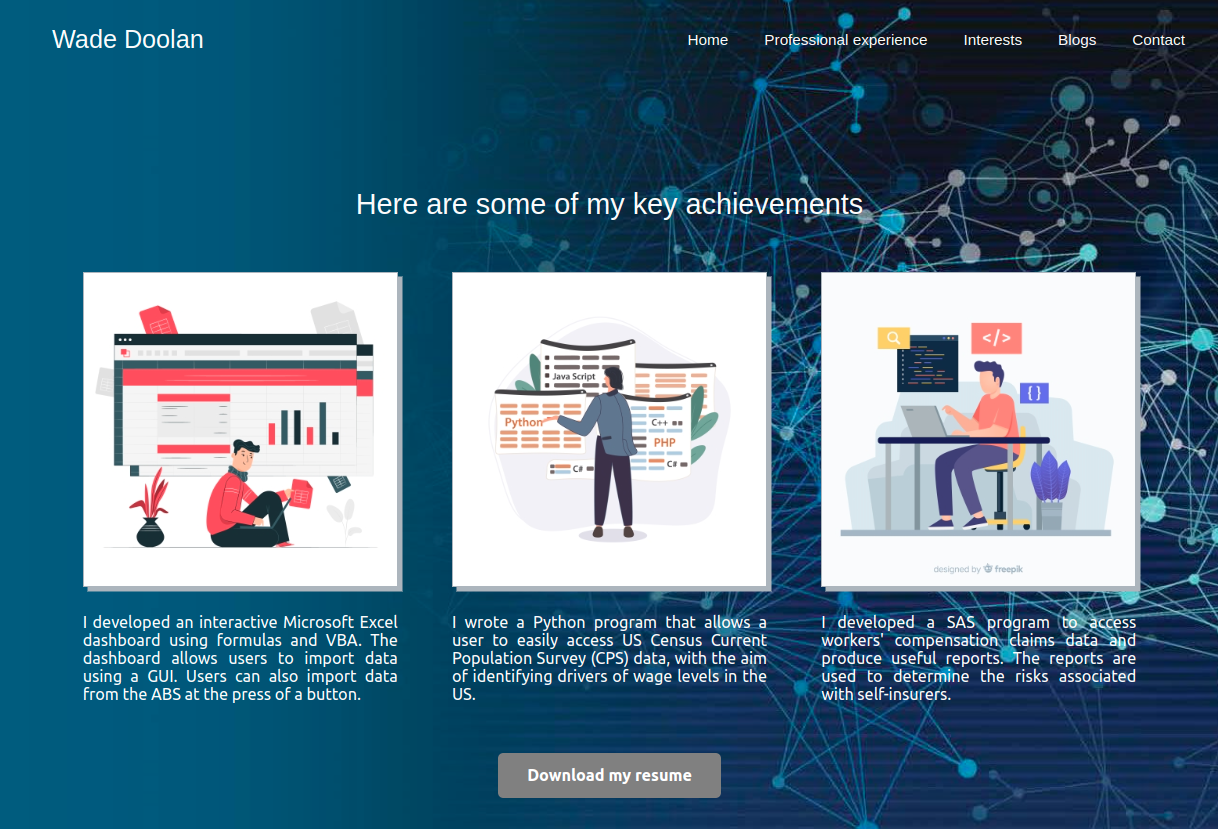 Wade Doolan
Home Professional experience Interests Blogs Contact
Here are some of my key achievements
Java Script
Python
C++
PHP
C#
C#
</>
{ }
designed by freepik
I developed an interactive Microsoft Excel
dashboard using formulas and VBA. The
dashboard allows users to import data
using a GUI. Users can also import data
from the ABS at the press of a button.
I wrote a Python program that allows a
user to easily access US Census Current
Population Survey (CPS) data, with the aim
of identifying drivers of wage levels in the
US.
I developed a SAS program to access
workers' compensation claims data and
produce useful reports. The reports are
used to determine the risks associated
with self-insurers.
Download my resume